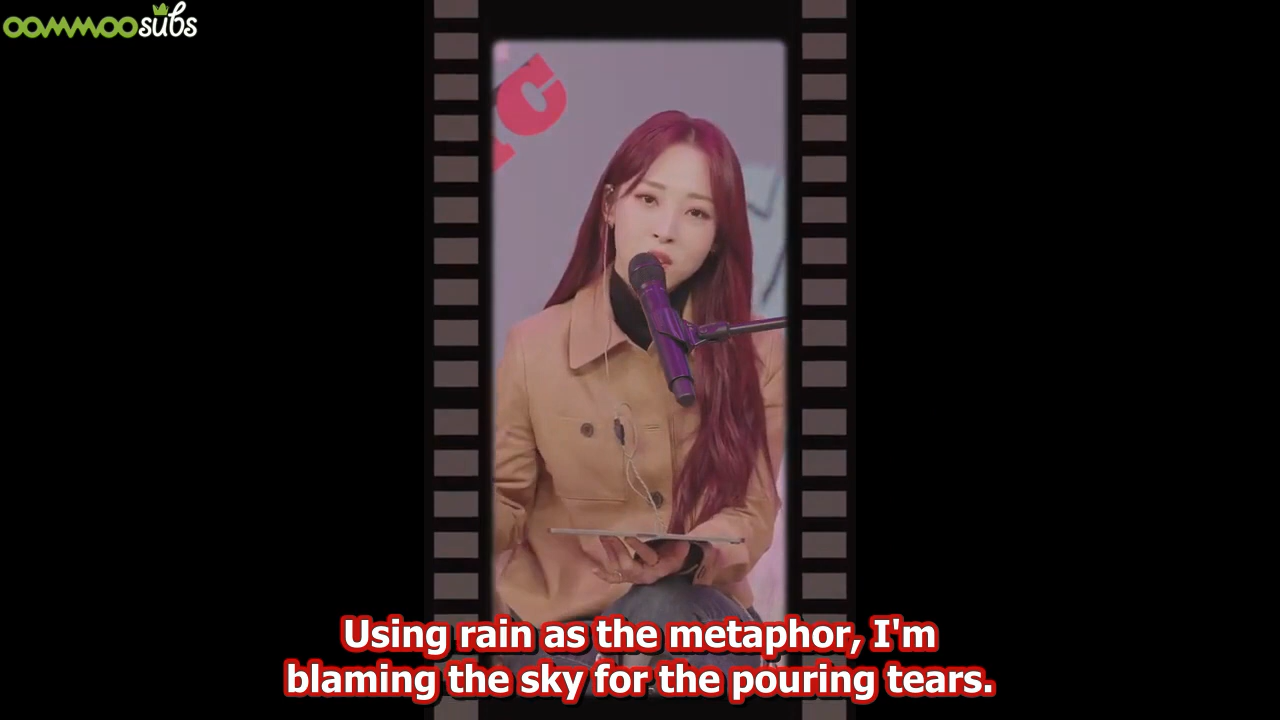 OOMMOOsubs
C
Using rain as the metaphor, I'm
blaming the sky for the pouring tears.